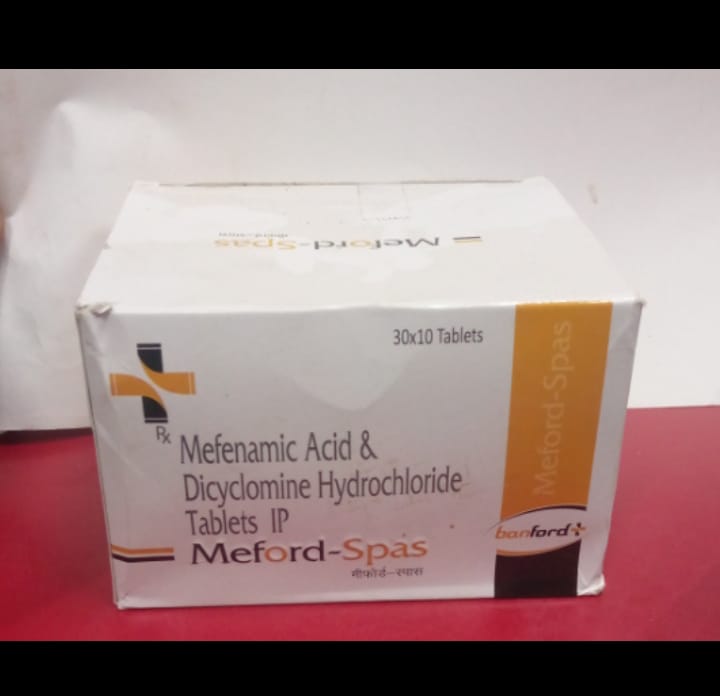 Meford-Spas
मीफोर्ड-स्पास
30x10 Tablets
Meford-Spas
Rx
Mefenamic Acid &
Dicyclomine Hydrochloride
Tablets IP
Meford-Spas
मीफोर्ड-स्पास
banford